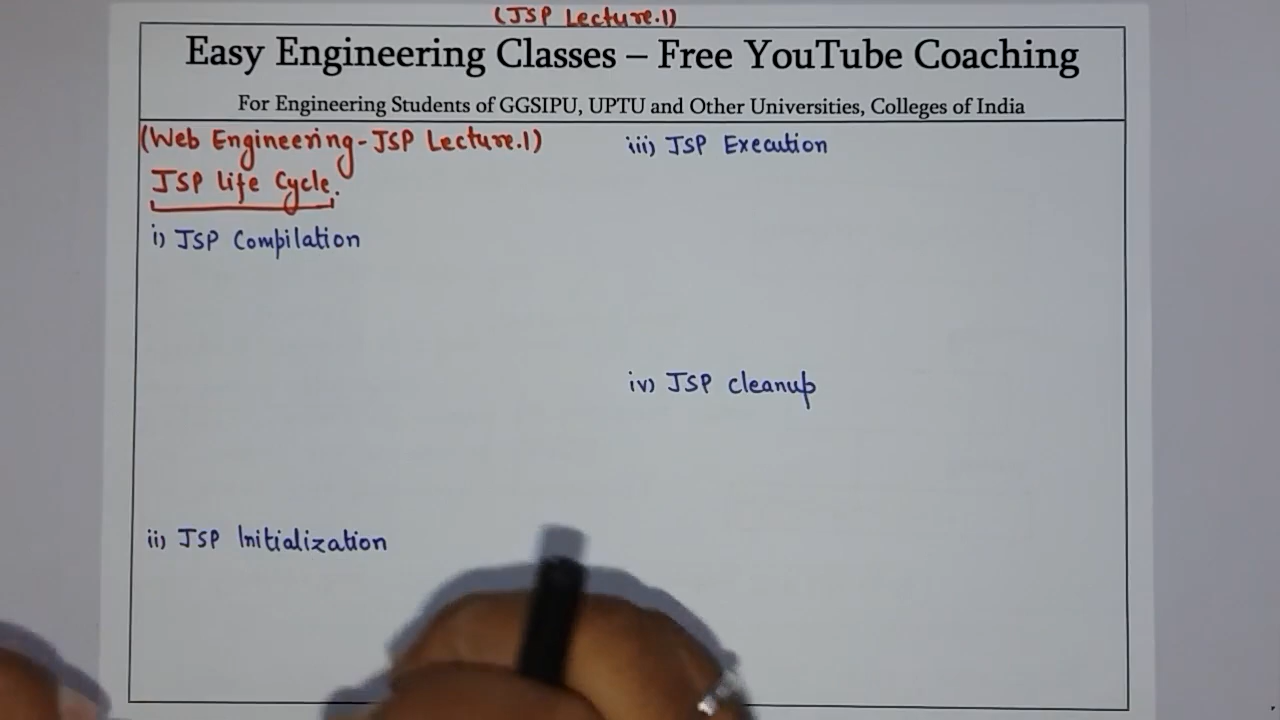 (JSP Lecture.1)
Easy Engineering Classes – Free YouTube Coaching
For Engineering Students of GGSIPU, UPTU and Other Universities, Colleges of India
(Web Engineering-JSP Lecture.1)
JSP Life Cycle.
i) JSP Compilation
ii) JSP Initialization
iii) JSP Execution
iv) JSP cleanup